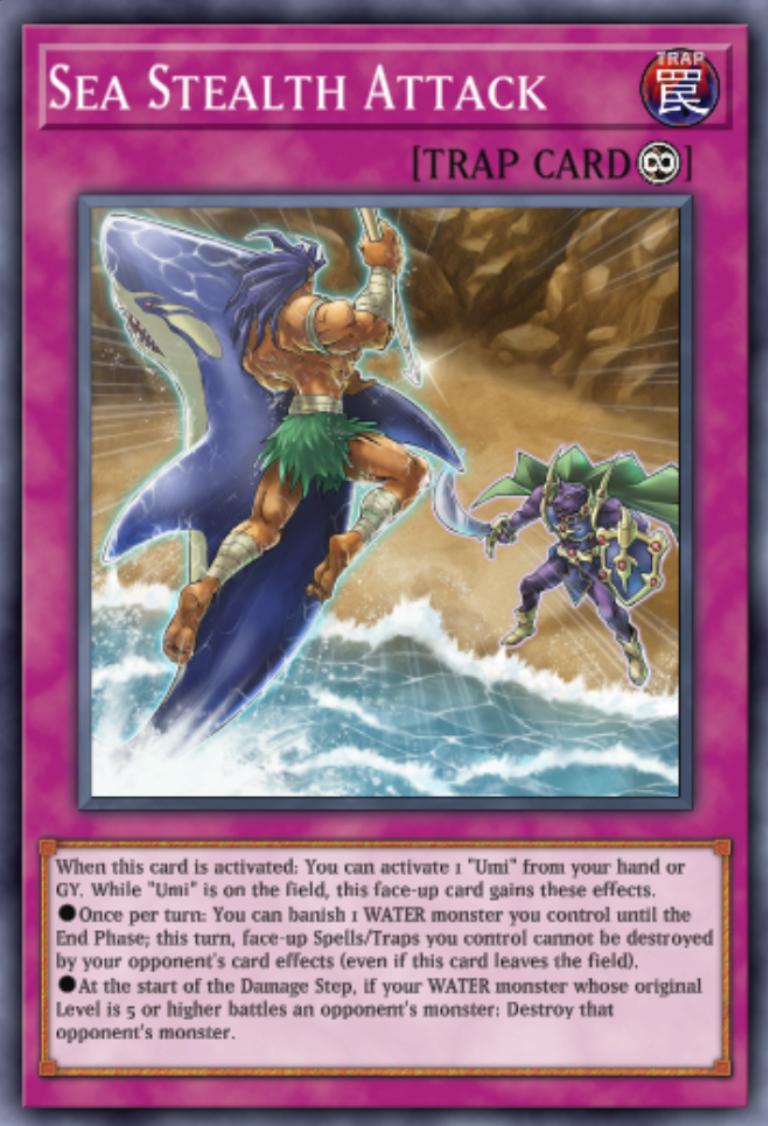 SEA STEALTH ATTACK
TRAP
罠
[TRAP CARD∞]
When this card is activated: You can activate 1 "Umi" from your hand or
GY. While "Umi" is on the field, this face-up card gains these effects.
●Once per turn: You can banish 1 WATER monster you control until the
End Phase; this turn, face-up Spells/Traps you control cannot be destroyed
by your opponent's card effects (even if this card leaves the field).
●At the start of the Damage Step, if your WATER monster whose original
Level is 5 or higher battles an opponent's monster: Destroy that
opponent's monster.